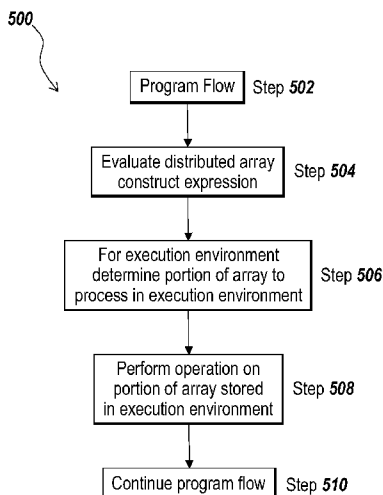 500
Program Flow Step 502
Evaluate distributed array
construct expression
Step 504
For execution environment
determine portion of array to
process in execution environment
Step 506
Perform operation on
portion of array stored
in execution environment
Step 508
Continue program flow Step 510